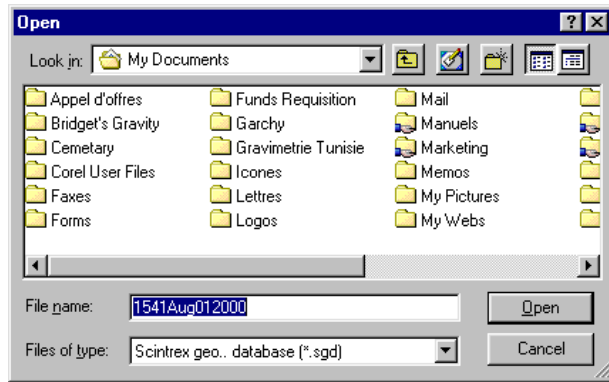 Open
Look in: My Documents
Appel d'offres Funds Requisition Mail
Bridget's Gravity Garchy Manuels
Cemetary Gravimetrie Tunisie Marketing
Corel User Files Icones Memos
Faxes Lettres My Pictures
Forms Logos My Webs
File name: 1541Aug012000 Open
Files of type: Scintrex geo.. database (*.sgd) Cancel